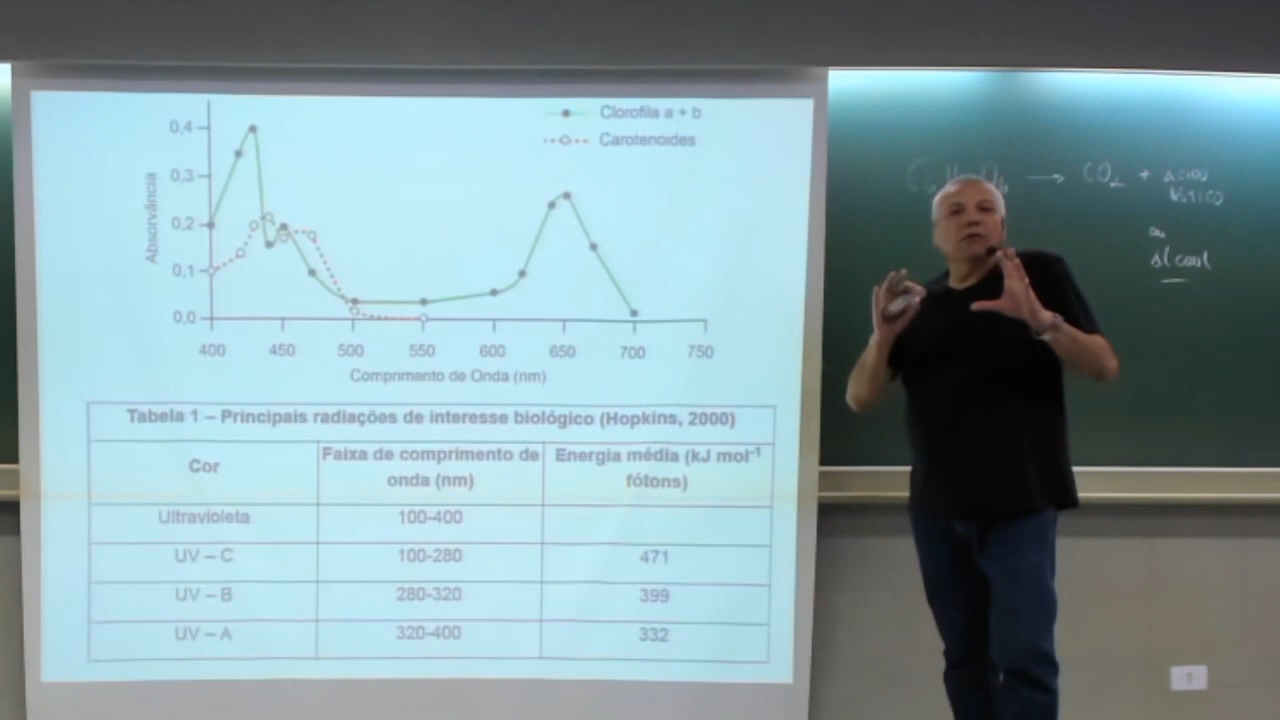 Clorofila a + b
Carotenoides
Absorvância
0,4
0,3
0,2
0,1
0,0
400 450 500 550 600 650 700 750
Comprimento de Onda (nm)
Tabela 1 – Principais radiações de interesse biológico (Hopkins, 2000)
Cor
Faixa de comprimento de
onda (nm)
Energia média (kJ mol⁻¹
fótons)
Ultravioleta 100-400
UV – C 100-280 471
UV – B 280-320 399
UV – A 320-400 332
→ CO₂ +
álcool